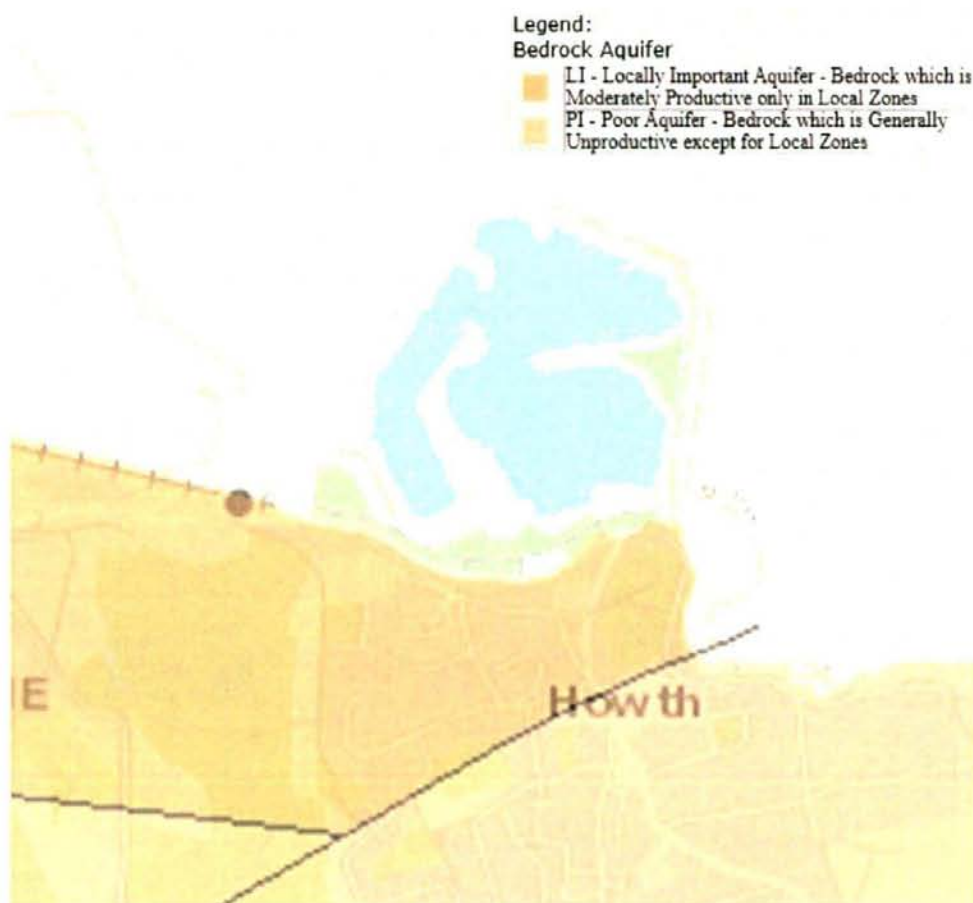 Legend:
Bedrock Aquifer
LI - Locally Important Aquifer - Bedrock which is
Moderately Productive only in Local Zones
PI - Poor Aquifer - Bedrock which is Generally
Unproductive except for Local Zones
IE
Howth